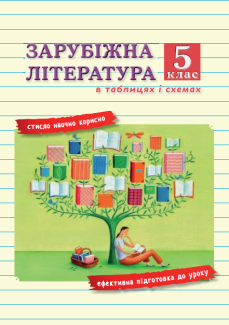 ЗАРУБІЖНА
ЛІТЕРАТУРА
5 клас
в таблицях і схемах
стисло наочно корисно
ефективна підготовка до уроку